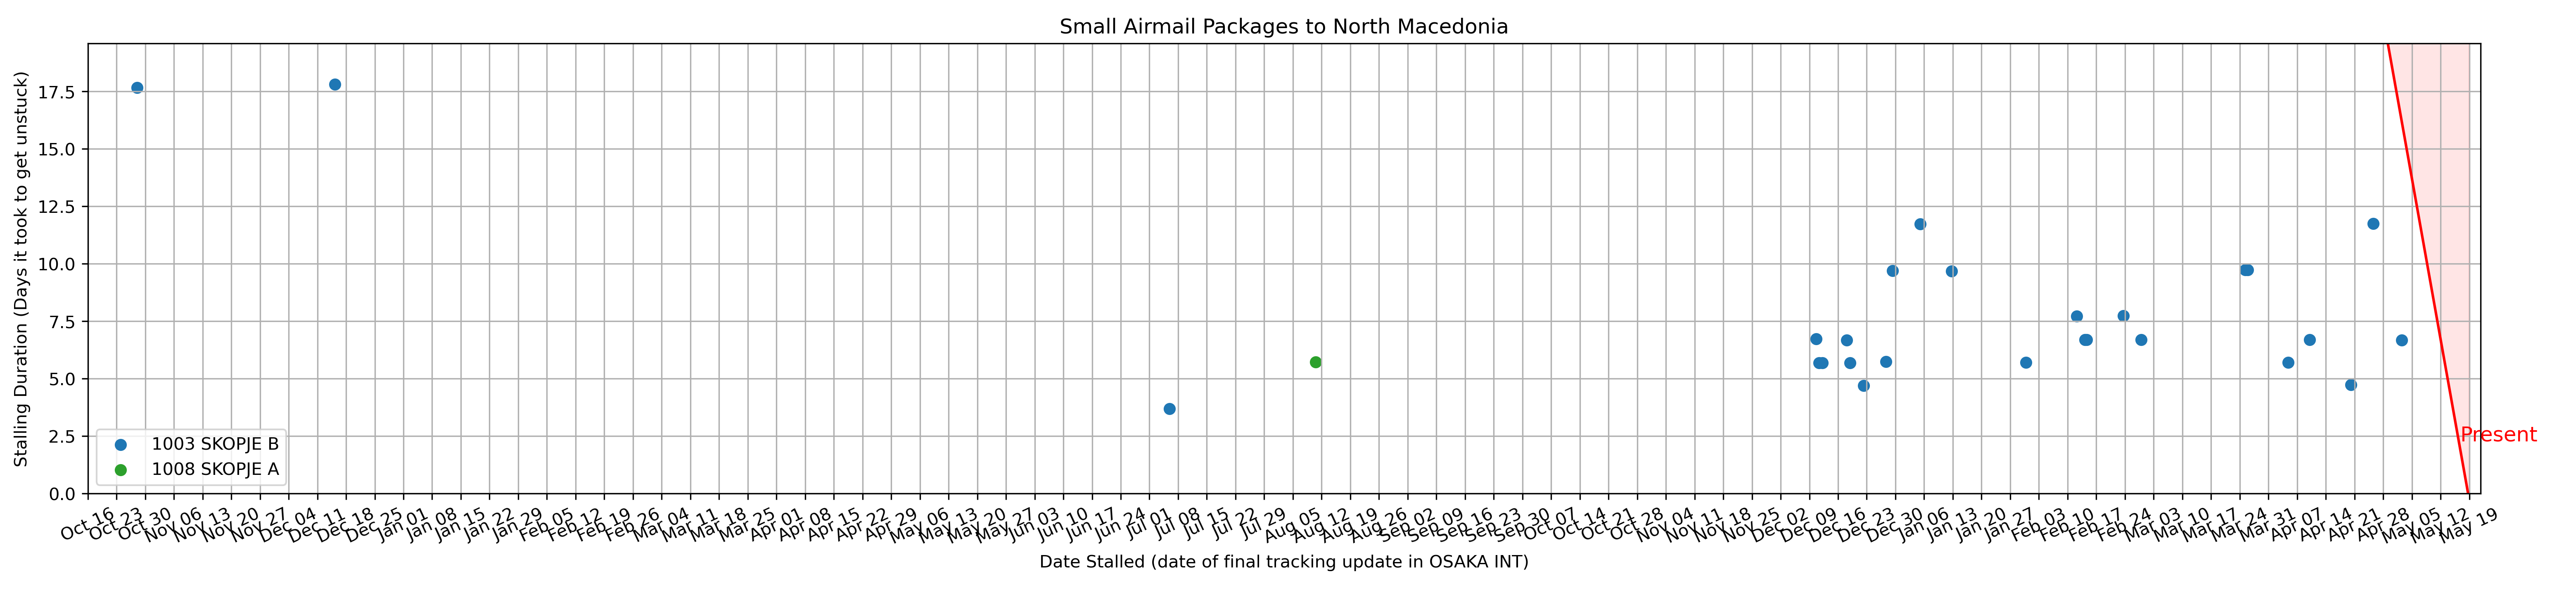 Small Airmail Packages to North Macedonia
Stalling Duration (Days it took to get unstuck)
17.5
15.0
12.5
10.0
7.5
5.0
2.5
0.0
1003 SKOPJE B
1008 SKOPJE A
Present
Oct 16
Oct 23
Oct 30
Nov 06
Nov 13
Nov 20
Nov 27
Dec 04
Dec 11
Dec 18
Dec 25
Jan 01
Jan 08
Jan 15
Jan 22
Jan 29
Feb 05
Feb 12
Feb 19
Feb 26
Mar 04
Mar 11
Mar 18
Mar 25
Apr 01
Apr 08
Apr 15
Apr 22
Apr 29
May 06
May 13
May 20
May 27
Jun 03
Jun 10
Jun 17
Jun 24
Jul 01
Jul 08
Jul 15
Jul 22
Jul 29
Aug 05
Aug 12
Aug 19
Aug 26
Sep 02
Sep 09
Sep 16
Sep 23
Sep 30
Oct 07
Oct 14
Oct 21
Oct 28
Nov 04
Nov 11
Nov 18
Nov 25
Dec 02
Dec 09
Dec 16
Dec 23
Dec 30
Jan 06
Jan 13
Jan 20
Jan 27
Feb 03
Feb 10
Feb 17
Feb 24
Mar 03
Mar 10
Mar 17
Mar 24
Mar 31
Apr 07
Apr 14
Apr 21
Apr 28
May 05
May 12
May 19
Date Stalled (date of final tracking update in OSAKA INT)